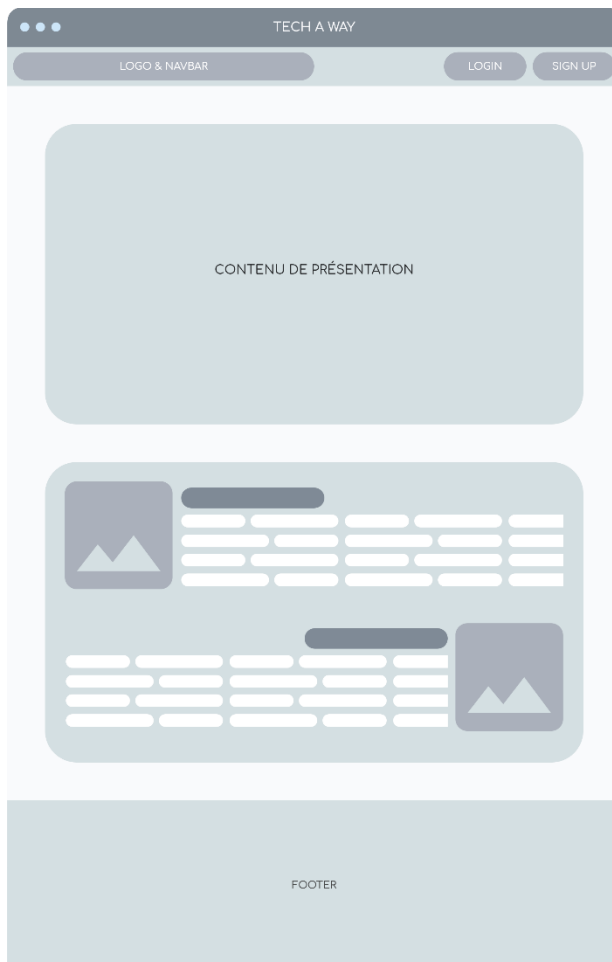 TECH A WAY
LOGO & NAVBAR
LOGIN
SIGN UP
CONTENU DE PRÉSENTATION
FOOTER